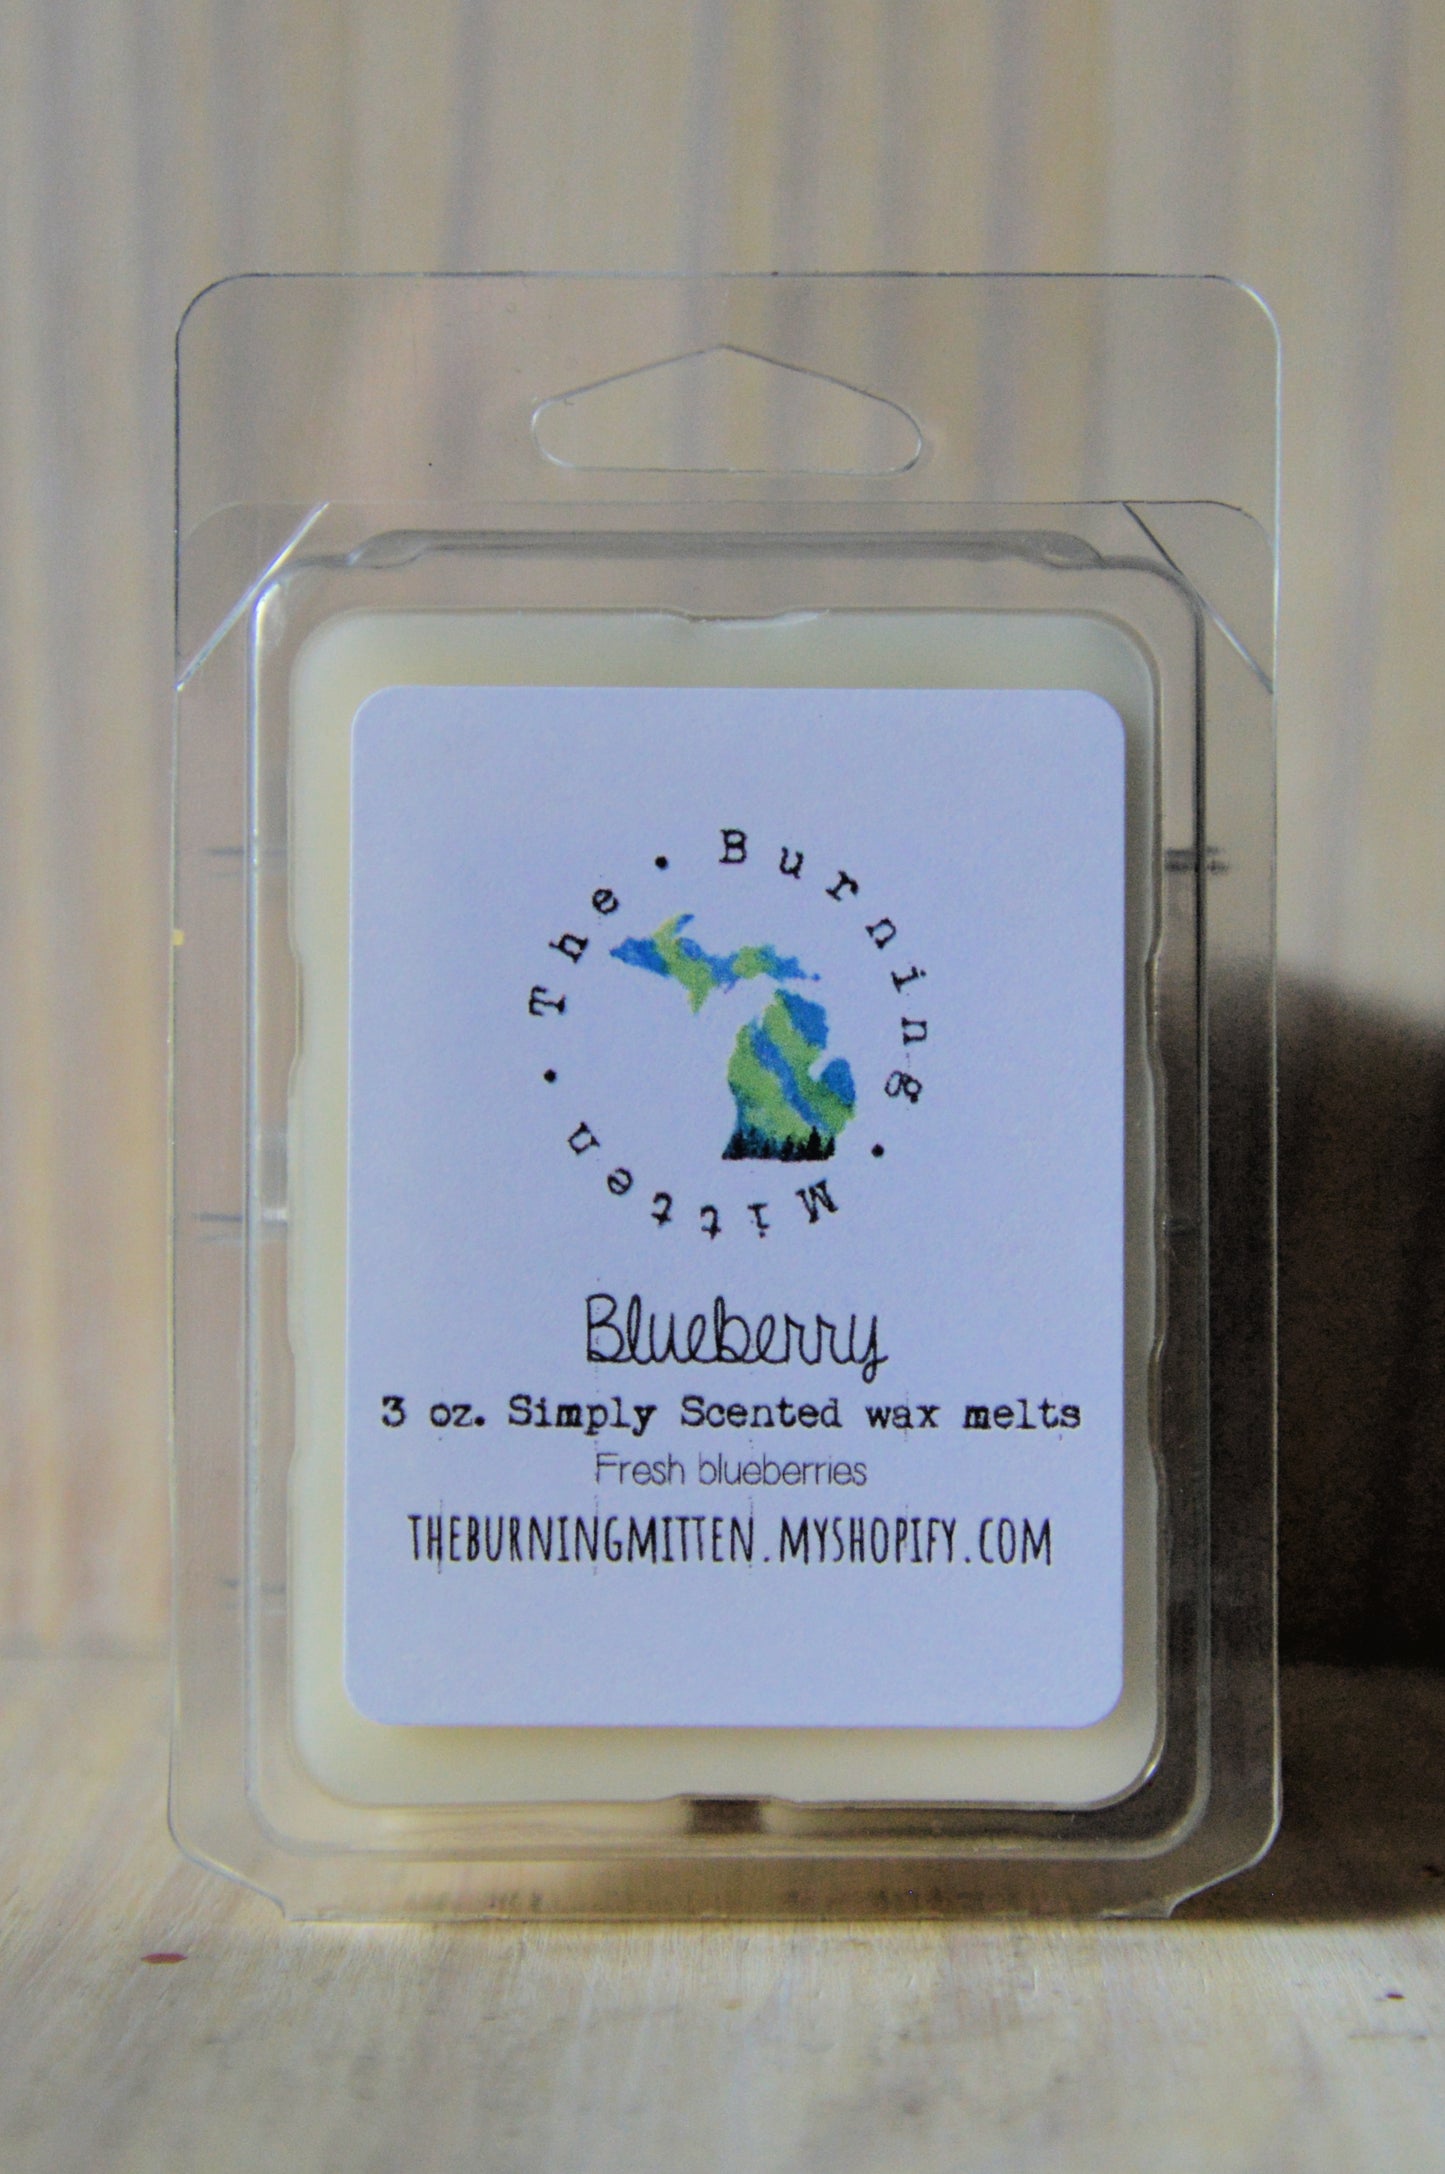 The • Burning • Mitten •
Blueberry
3 oz. Simply Scented wax melts
Fresh blueberries
THEBURNINGMITTEN.MYSHOPIFY.COM